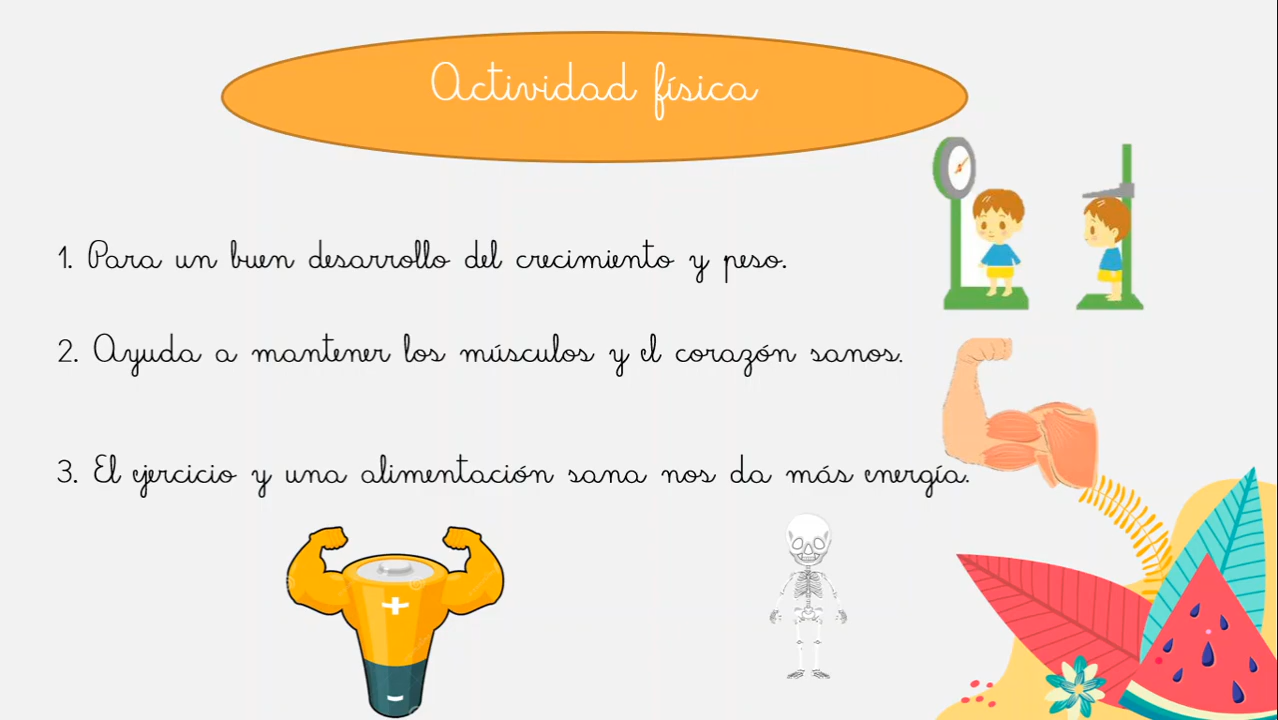 Actividad física
1. Para un buen desarrollo del crecimiento y peso.
2. Ayuda a mantener los músculos y el corazón sanos.
3. El ejercicio y una alimentación sana nos da más energía.
+
-